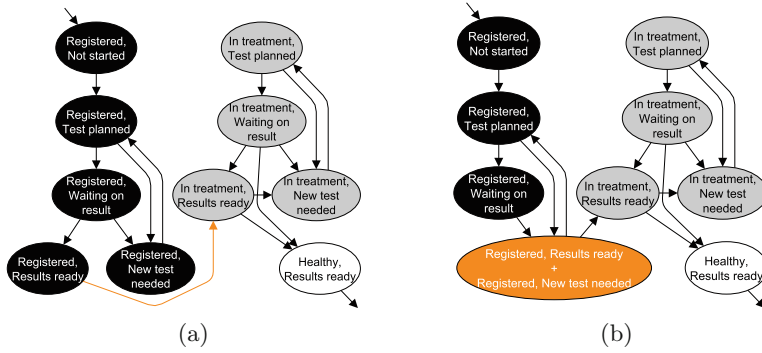 Registered,
Not started
Registered,
Test planned
Registered,
Waiting on
result
Registered,
Results ready
Registered,
New test
needed
In treatment,
Test planned
In treatment,
Waiting on
result
In treatment,
Results ready
In treatment,
New test
needed
Healthy,
Results ready
(a)
Registered,
Not started
Registered,
Test planned
Registered,
Waiting on
result
Registered, Results ready
+
Registered, New test needed
In treatment,
Test planned
In treatment,
Waiting on
result
In treatment,
Results ready
In treatment,
New test
needed
Healthy,
Results ready
(b)